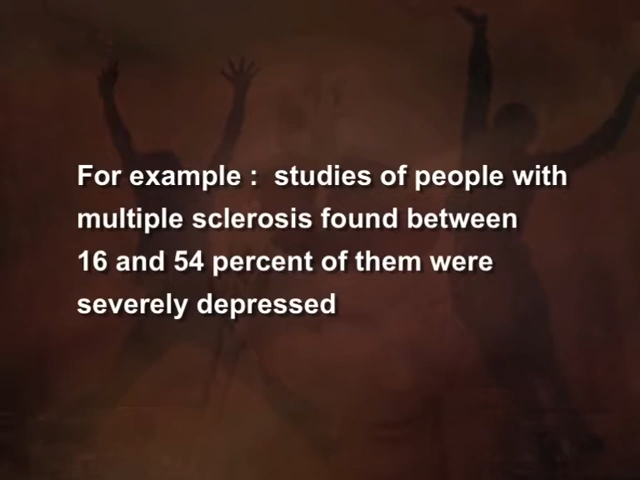 For example :  studies of people with
multiple sclerosis found between
16 and 54 percent of them were
severely depressed